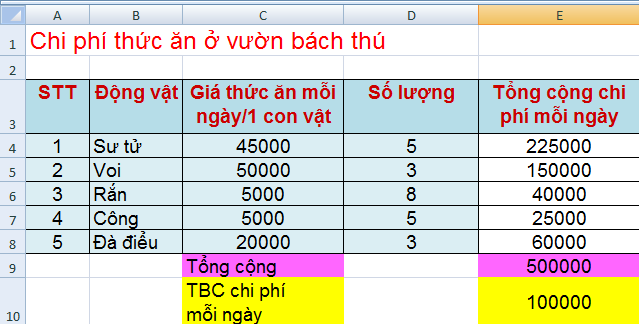 A B C D E
1 Chi phí thức ăn ở vườn bách thú
2
3 STT Động vật Giá thức ăn mỗi ngày/1 con vật Số lượng Tổng cộng chi phí mỗi ngày
4 1 Sư tử 45000 5 225000
5 2 Voi 50000 3 150000
6 3 Rắn 5000 8 40000
7 4 Công 5000 5 25000
8 5 Đà điểu 20000 3 60000
9 Tổng cộng 500000
10 TBC chi phí mỗi ngày 100000